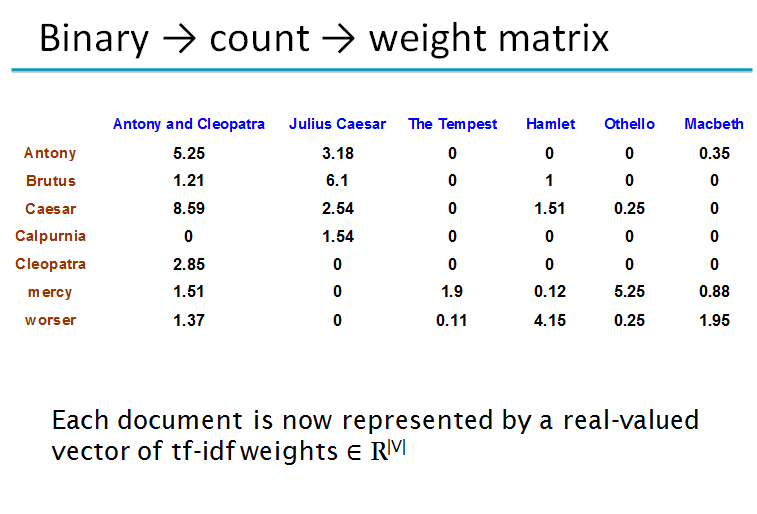 Binary → count → weight matrix
Antony and Cleopatra Julius Caesar The Tempest Hamlet Othello Macbeth
Antony 5.25 3.18 0 0 0 0.35
Brutus 1.21 6.1 0 1 0 0
Caesar 8.59 2.54 0 1.51 0.25 0
Calpurnia 0 1.54 0 0 0 0
Cleopatra 2.85 0 0 0 0 0
mercy 1.51 0 1.9 0.12 5.25 0.88
worser 1.37 0 0.11 4.15 0.25 1.95
Each document is now represented by a real-valued
vector of tf-idf weights ∈ R|V|